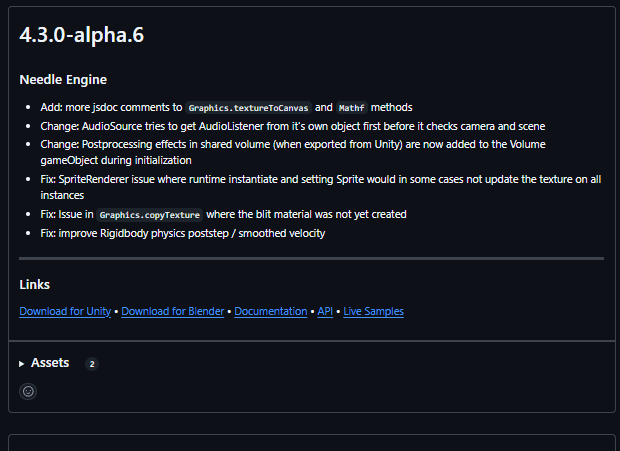 4.3.0-alpha.6
Needle Engine
• Add: more jsdoc comments to Graphics.textureToCanvas and Mathf methods
• Change: AudioSource tries to get AudioListener from it's own object first before it checks camera and scene
• Change: Postprocessing effects in shared volume (when exported from Unity) are now added to the Volume
gameObject during initialization
• Fix: SpriteRenderer issue where runtime instantiate and setting Sprite would in some cases not update the texture on all
instances
• Fix: Issue in Graphics.copyTexture where the blit material was not yet created
• Fix: improve Rigidbody physics poststep / smoothed velocity
Links
Download for Unity • Download for Blender • Documentation • API • Live Samples
Assets 2